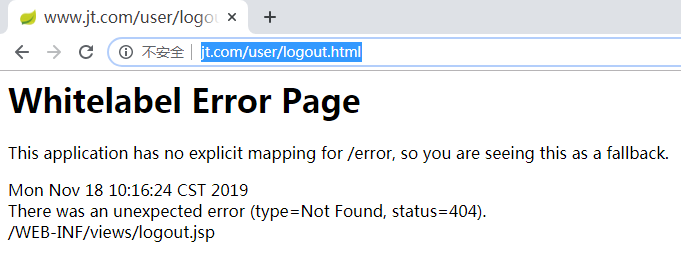 www.jt.com/user/logou
不安全 | jt.com/user/logout.html
Whitelabel Error Page
This application has no explicit mapping for /error, so you are seeing this as a fallback.
Mon Nov 18 10:16:24 CST 2019
There was an unexpected error (type=Not Found, status=404).
/WEB-INF/views/logout.jsp